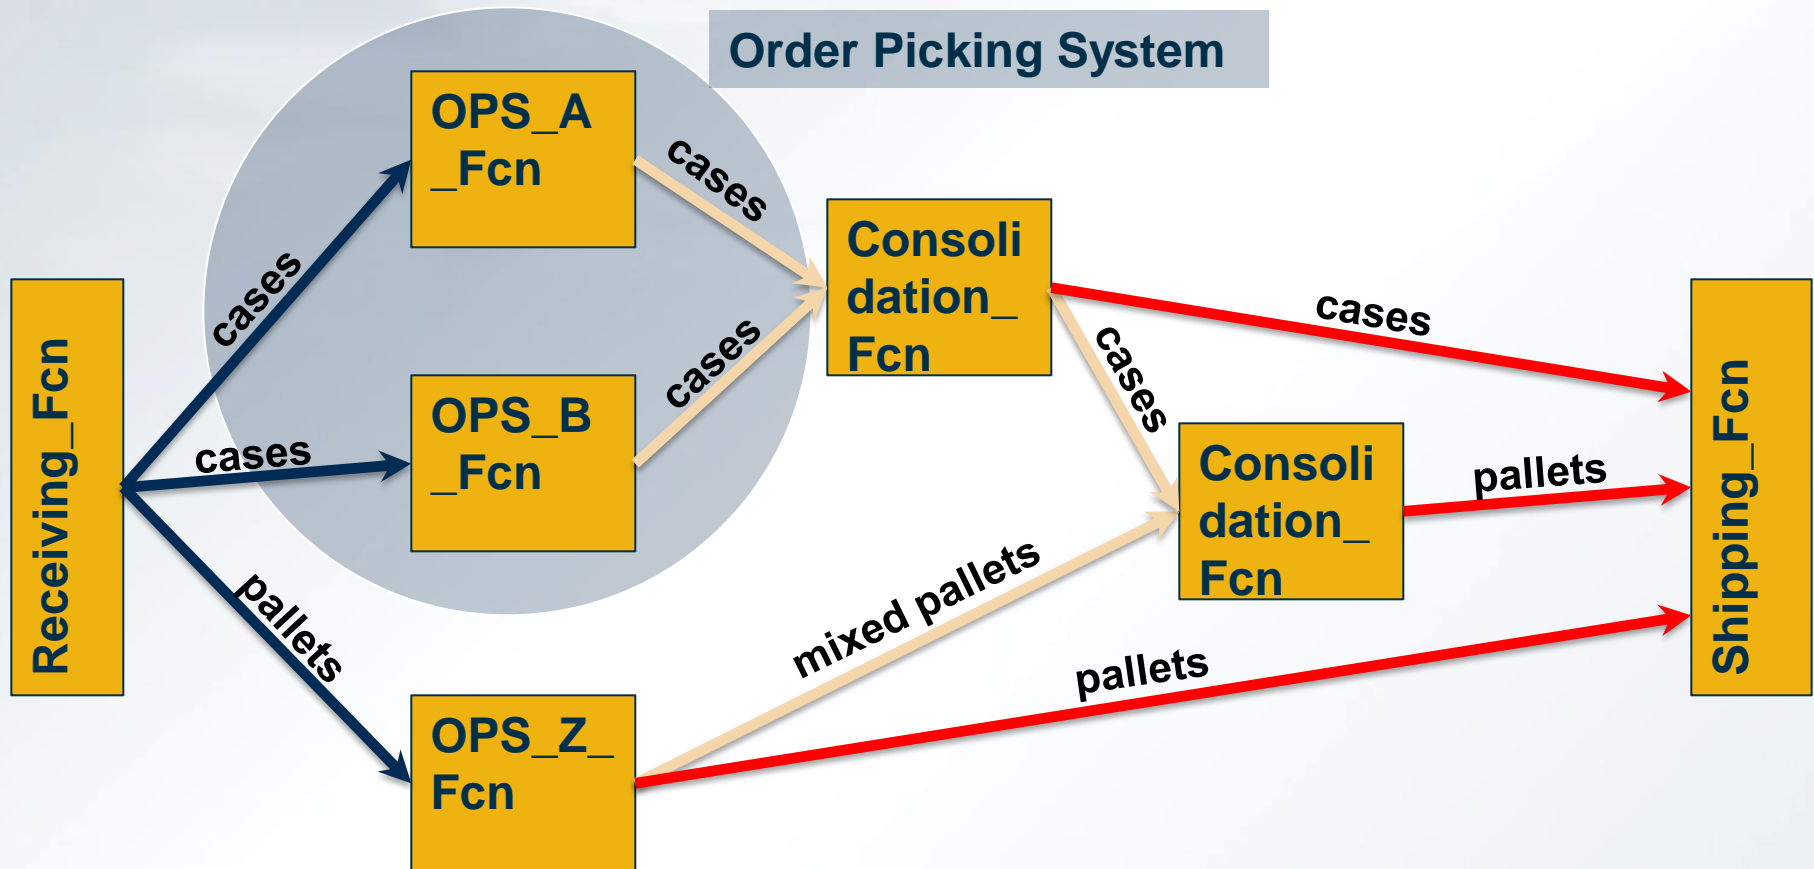 Order Picking System
OPS_A
_Fcn
cases
cases
Consoli
dation_
Fcn
cases
cases
cases
Receiving_Fcn
OPS_B
_Fcn
cases
cases
Consoli
dation_
Fcn
pallets
Shipping_Fcn
pallets
mixed pallets
pallets
OPS_Z_
Fcn